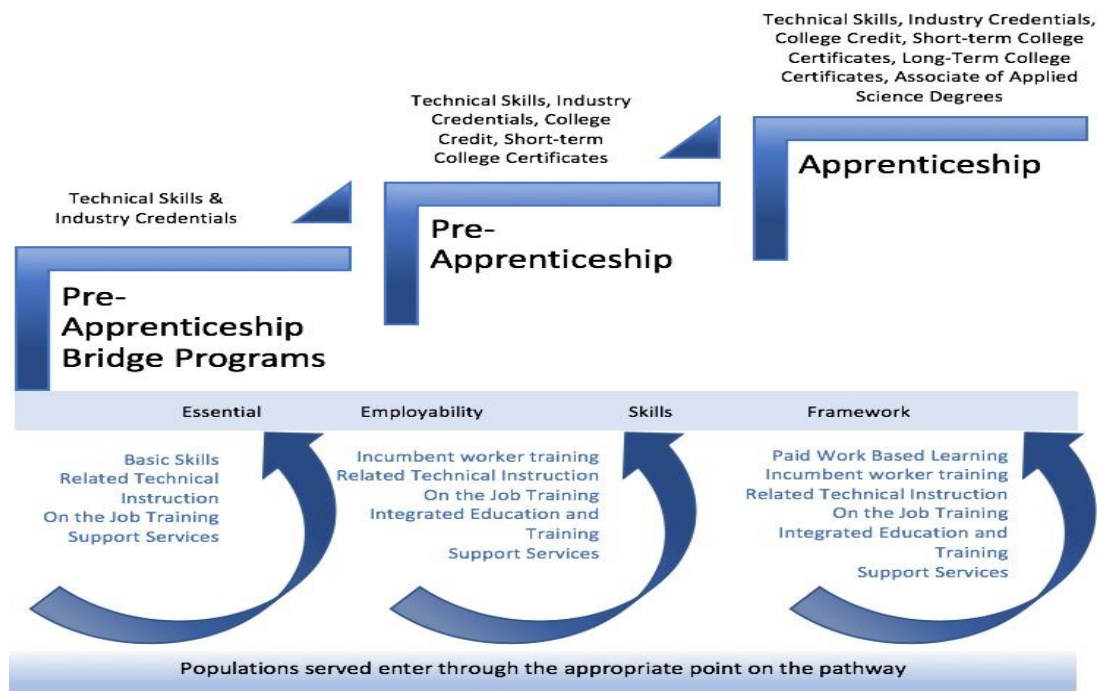 Technical Skills, Industry Credentials,
College Credit, Short-term College
Certificates, Long-Term College
Certificates, Associate of Applied
Science Degrees
Apprenticeship
Technical Skills, Industry
Credentials, College
Credit, Short-term
College Certificates
Pre-
Apprenticeship
Technical Skills &
Industry Credentials
Pre-
Apprenticeship
Bridge Programs
Essential Employability Skills Framework
Basic Skills
Related Technical
Instruction
On the Job Training
Support Services
Incumbent worker training
Related Technical Instruction
On the Job Training
Integrated Education and
Training
Support Services
Paid Work Based Learning
Incumbent worker training
Related Technical Instruction
On the Job Training
Integrated Education and
Training
Support Services
Populations served enter through the appropriate point on the pathway